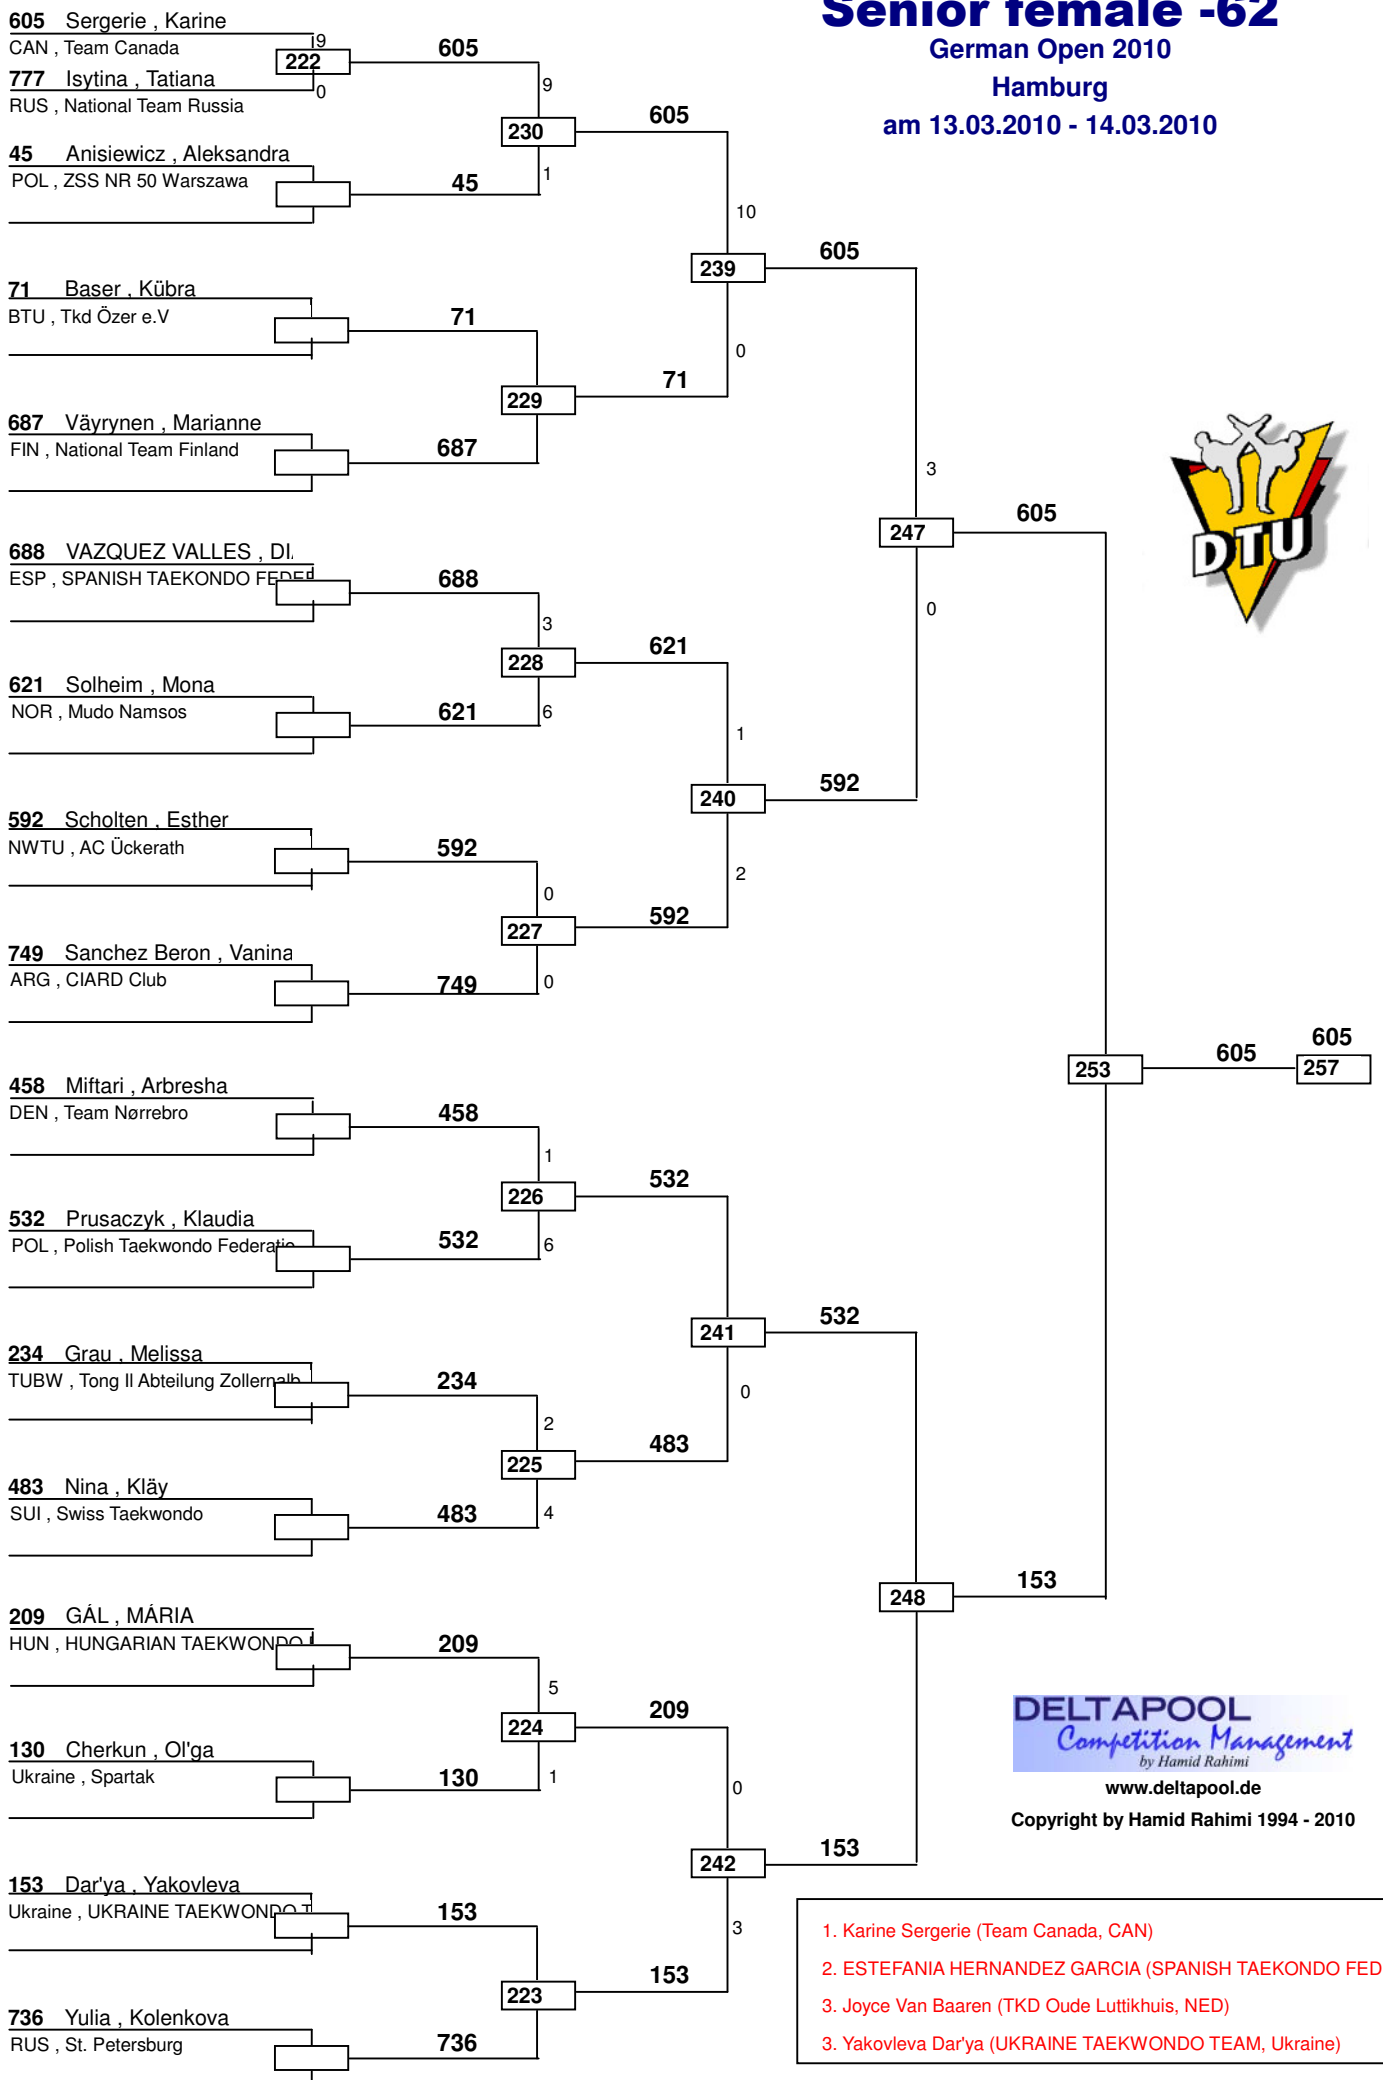 Senior female -62
German Open 2010
Hamburg
am 13.03.2010 - 14.03.2010
605 Sergerie , Karine
CAN , Team Canada
777 Isytina , Tatiana
RUS , National Team Russia
9
222
0
605
45 Anisiewicz , Aleksandra
POL , ZSS NR 50 Warszawa
45
9
230
1
605
71 Baser , Kübra
BTU , Tkd Özer e.V
71
687 Väyrynen , Marianne
FIN , National Team Finland
687
229
71
10
239
0
605
688 VAZQUEZ VALLES , DI
ESP , SPANISH TAEKONDO FEDER
688
621 Solheim , Mona
NOR , Mudo Namsos
621
3
228
6
621
592 Scholten , Esther
NWTU , AC Ückerath
592
749 Sanchez Beron , Vanina
ARG , CIARD Club
749
0
227
0
592
1
240
2
592
3
247
0
605
DTU
458 Miftari , Arbresha
DEN , Team Nørrebro
458
532 Prusaczyk , Klaudia
POL , Polish Taekwondo Federatio
532
1
226
6
532
234 Grau , Melissa
TUBW , Tong Il Abteilung Zollernalb
234
483 Nina , Kläy
SUI , Swiss Taekwondo
483
2
225
4
483
241
0
532
209 GÁL , MÁRIA
HUN , HUNGARIAN TAEKWONDO
209
130 Cherkun , Ol'ga
Ukraine , Spartak
130
5
224
1
209
153 Dar'ya , Yakovleva
Ukraine , UKRAINE TAEKWONDO T
153
736 Yulia , Kolenkova
RUS , St. Petersburg
736
223
153
0
242
3
153
248
153
253
605
605
257
DELTAPOOL
Competition Management
by Hamid Rahimi
www.deltapool.de
Copyright by Hamid Rahimi 1994 - 2010
1. Karine Sergerie (Team Canada, CAN)
2. ESTEFANIA HERNANDEZ GARCIA (SPANISH TAEKONDO FED
3. Joyce Van Baaren (TKD Oude Luttikhuis, NED)
3. Yakovleva Dar'ya (UKRAINE TAEKWONDO TEAM, Ukraine)